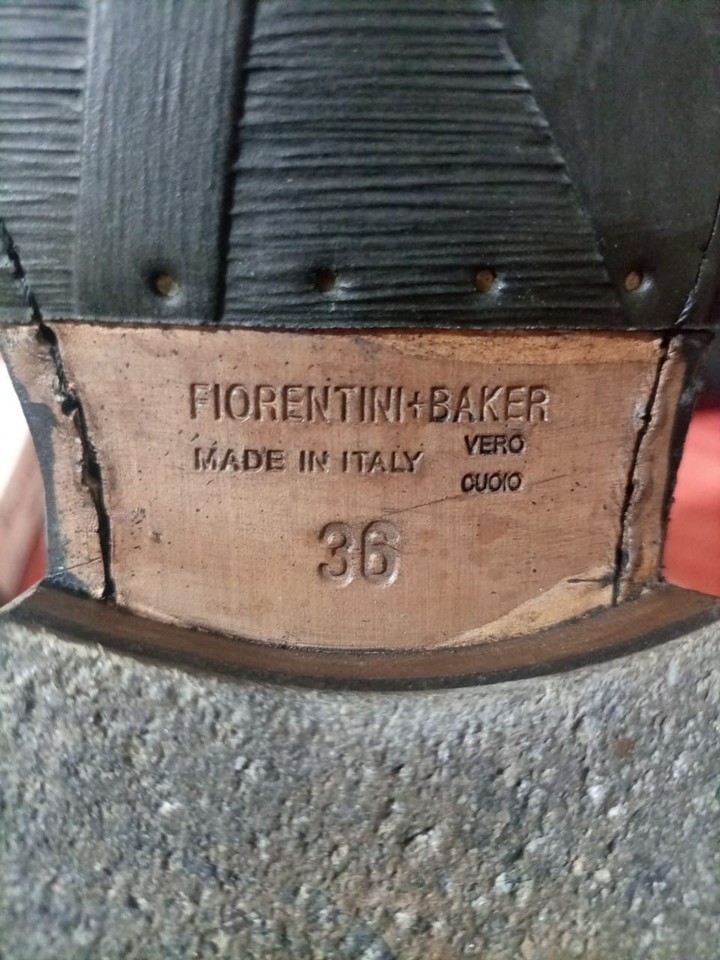 FIORENTINI+BAKER
MADE IN ITALY
VERO
CUOIO
36